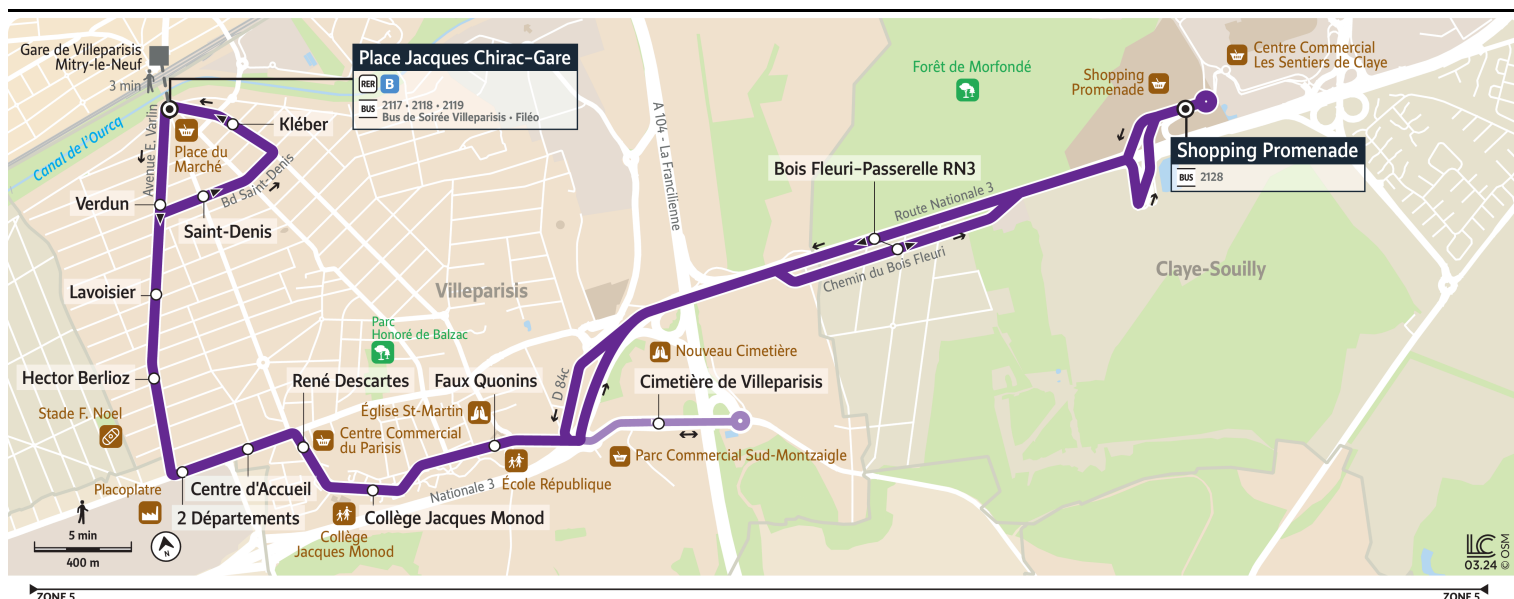 Gare de Villeparisis
Mitry-le-Neuf
3 min
Place Jacques Chirac-Gare
RER B
BUS 2117 • 2118 • 2119
Bus de Soirée Villeparisis • Filéo
Canal de l'Ourcq
Avenue E. Varlin
Place du
Marché
Kléber
Bd Saint-Denis
Verdun
Saint-Denis
Lavoisier
Villeparisis
Hector Berlioz
Stade F. Noel
Parc
Honoré de Balzac
René Descartes
Faux Quonins
Église St-Martin
Centre Commercial
du Parisis
Placoplatre
Centre d'Accueil
2 Départements
Collège Jacques Monod
Collège
Jacques Monod
Nationale 3
École République
D 84c
Nouveau Cimetière
Cimetière de Villeparisis
Parc Commercial Sud-Montzaigle
A 104 - La Francilienne
Bois Fleuri-Passerelle RN3
Route Nationale 3
Chemin du Bois Fleuri
Forêt de Morfondé
Shopping
Promenade
Centre Commercial
Les Sentiers de Claye
Shopping Promenade
BUS 2128
Claye-Souilly
5 min
400 m
N
LC
03.24 © OSM
ZONE 5
ZONE 5